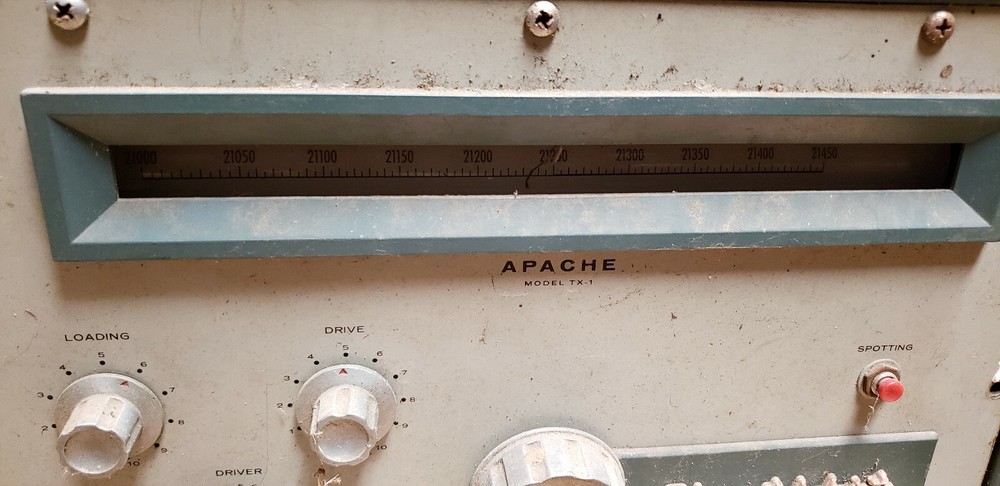 21000 21050 21100 21150 21200 21250 21300 21350 21400 21450
APACHE
MODEL TX-1
LOADING
2 3 4 5 6 7 8 9 10
DRIVE
1 2 3 4 5 6 7 8 9 10
SPOTTING
DRIVER